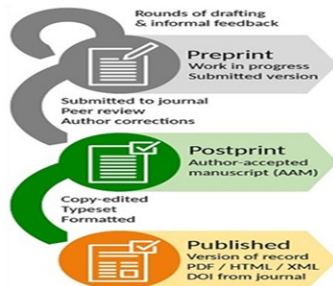 Rounds of drafting
& informal feedback
Preprint
Work in progress
Submitted version
Submitted to journal
Peer review
Author corrections
Postprint
Author-accepted
manuscript (AAM)
Copy-edited
Typeset
Formatted
Published
Version of record
PDF / HTML / XML
DOI from journal